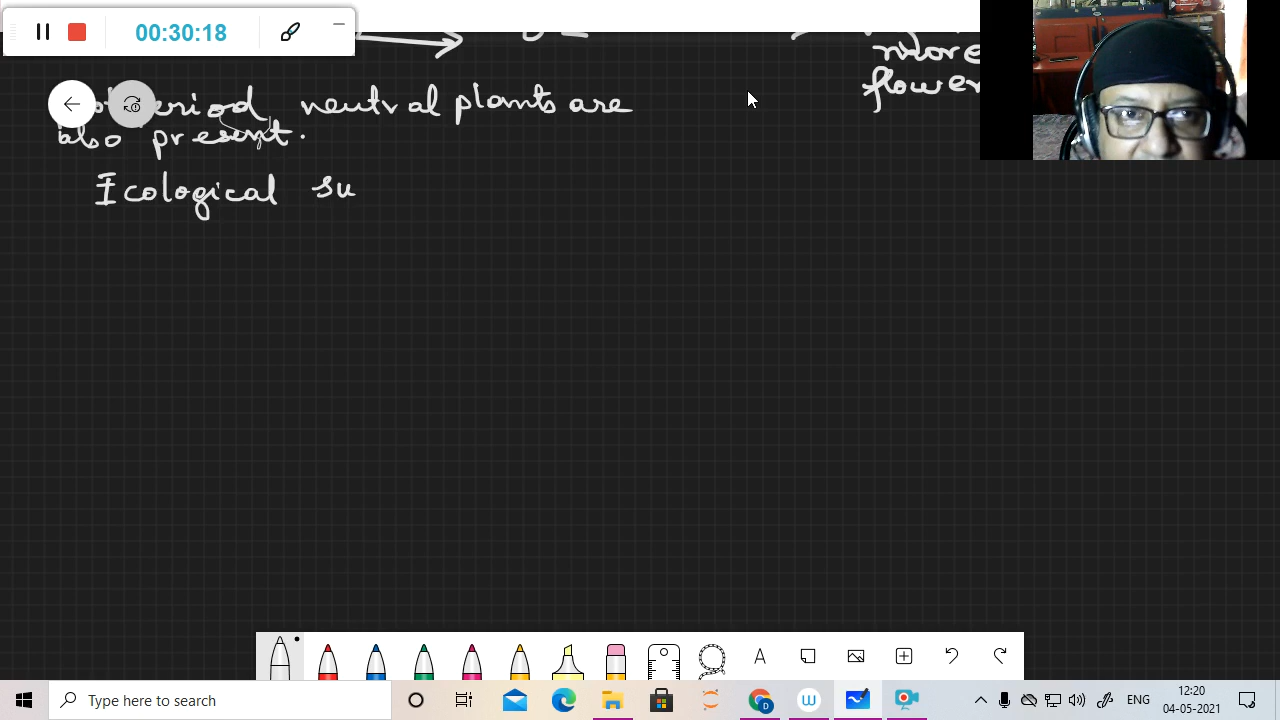 00:30:18
more
flower
period neutral plants are
also present.
Ecological su
A
Type here to search
ENG
12:20
04-05-2021